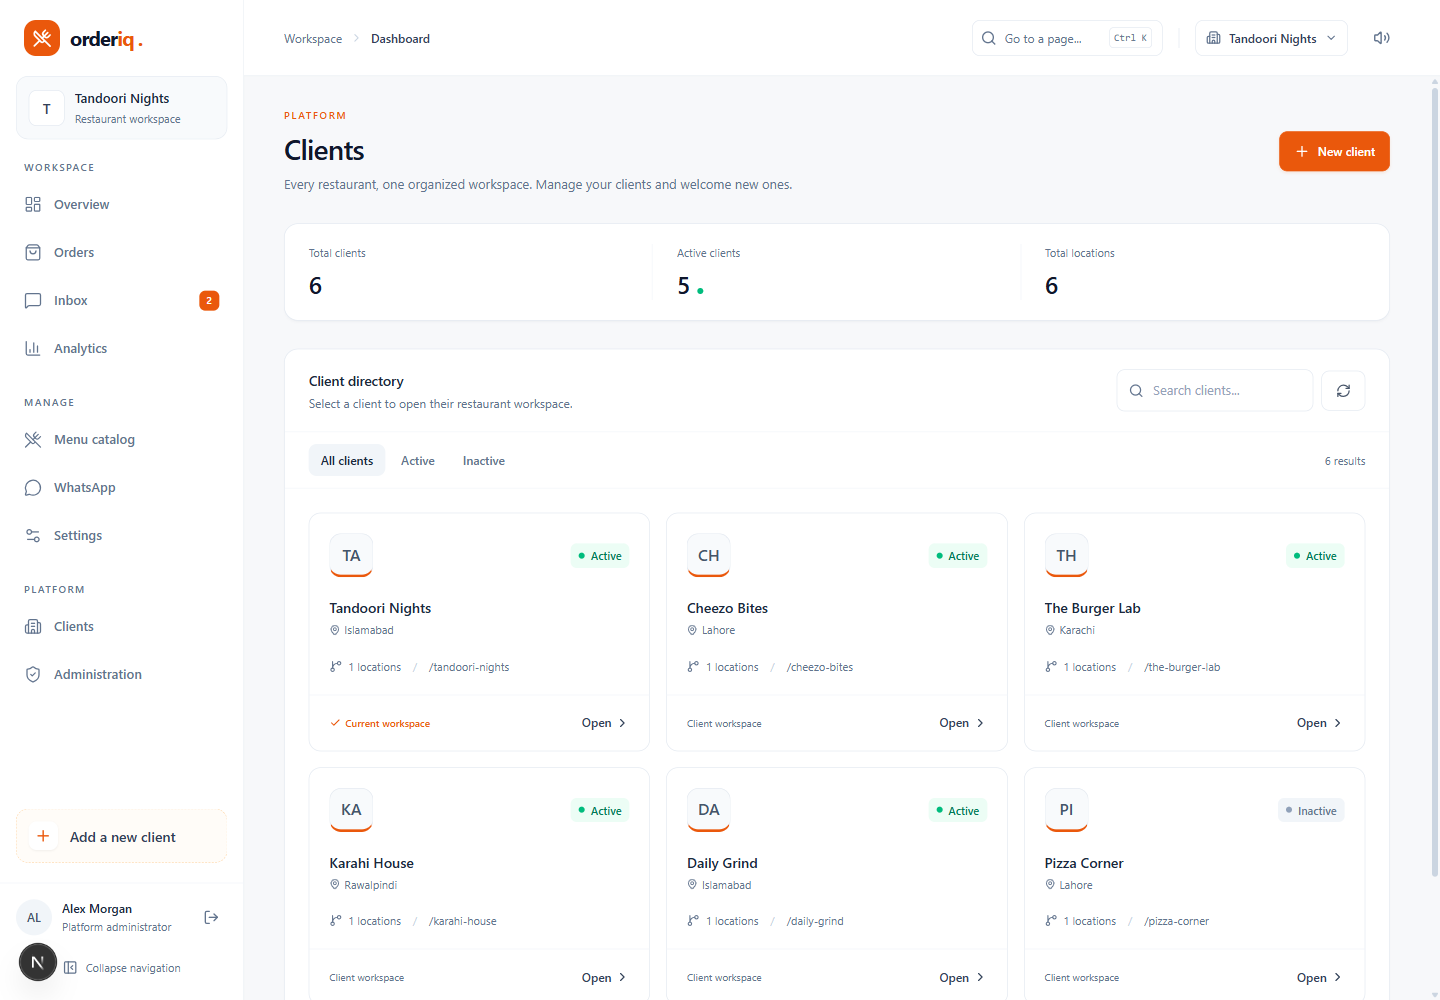 orderiq.
T
Tandoori Nights
Restaurant workspace
WORKSPACE
Overview
Orders
Inbox
2
Analytics
MANAGE
Menu catalog
WhatsApp
Settings
PLATFORM
Clients
Administration
Add a new client
AL
Alex Morgan
Platform administrator
N
Collapse navigation
Workspace
Dashboard
Go to a page...
Ctrl K
Tandoori Nights
PLATFORM
Clients
Every restaurant, one organized workspace. Manage your clients and welcome new ones.
New client
Total clients
6
Active clients
5
Total locations
6
Client directory
Select a client to open their restaurant workspace.
Search clients...
All clients
Active
Inactive
6 results
TA
Active
Tandoori Nights
Islamabad
1 locations / /tandoori-nights
Current workspace
Open
CH
Active
Cheezo Bites
Lahore
1 locations / /cheezo-bites
Client workspace
Open
TH
Active
The Burger Lab
Karachi
1 locations / /the-burger-lab
Client workspace
Open
KA
Active
Karahi House
Rawalpindi
1 locations / /karahi-house
Client workspace
Open
DA
Active
Daily Grind
Islamabad
1 locations / /daily-grind
Client workspace
Open
PI
Inactive
Pizza Corner
Lahore
1 locations / /pizza-corner
Client workspace
Open